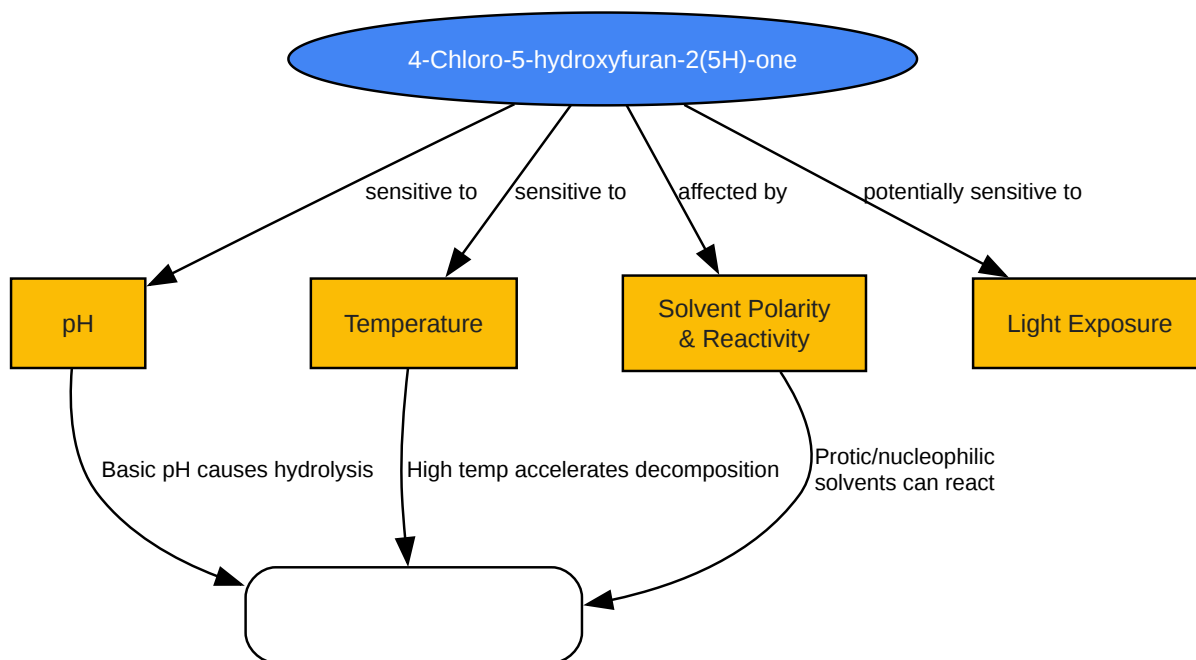 4-Chloro-5-hydroxyfuran-2(5H)-one
sensitive to
sensitive to
affected by
potentially sensitive to
pH
Temperature
Solvent Polarity
& Reactivity
Light Exposure
Basic pH causes hydrolysis
High temp accelerates decomposition
Protic/nucleophilic
solvents can react